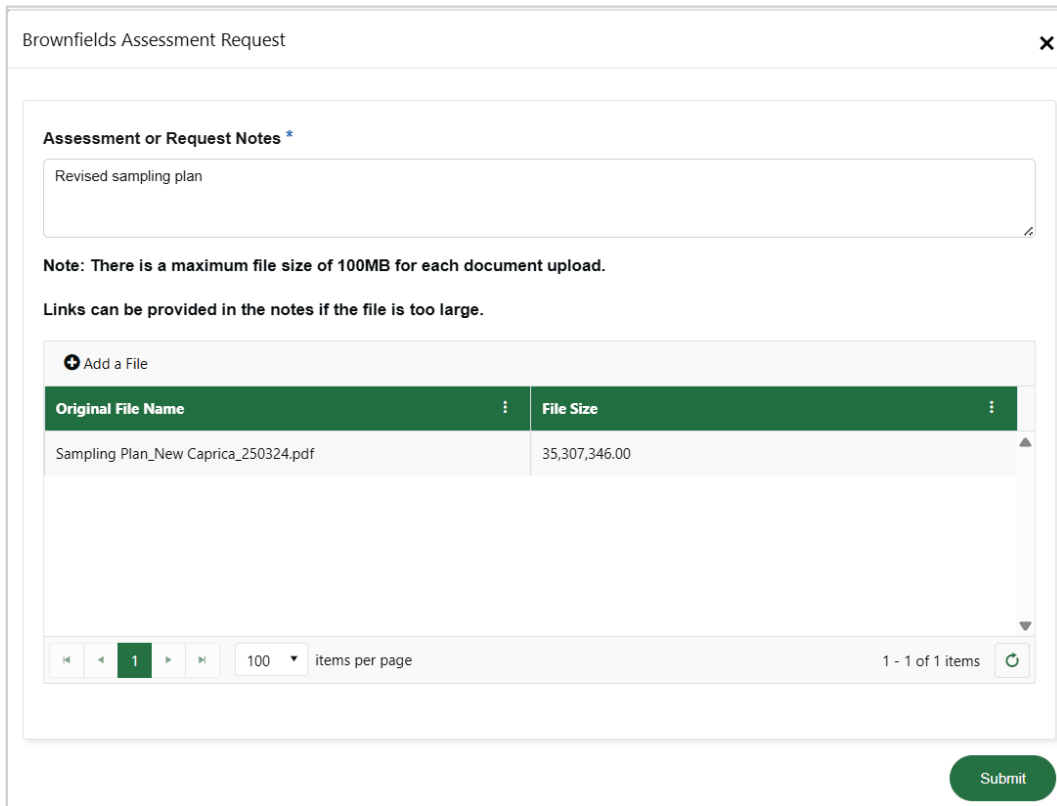 Brownfields Assessment Request
Assessment or Request Notes *
Revised sampling plan
Note: There is a maximum file size of 100MB for each document upload.
Links can be provided in the notes if the file is too large.
Add a File
Original File Name File Size
Sampling Plan_New Caprica_250324.pdf 35,307,346.00
1 100 items per page 1 - 1 of 1 items
Submit